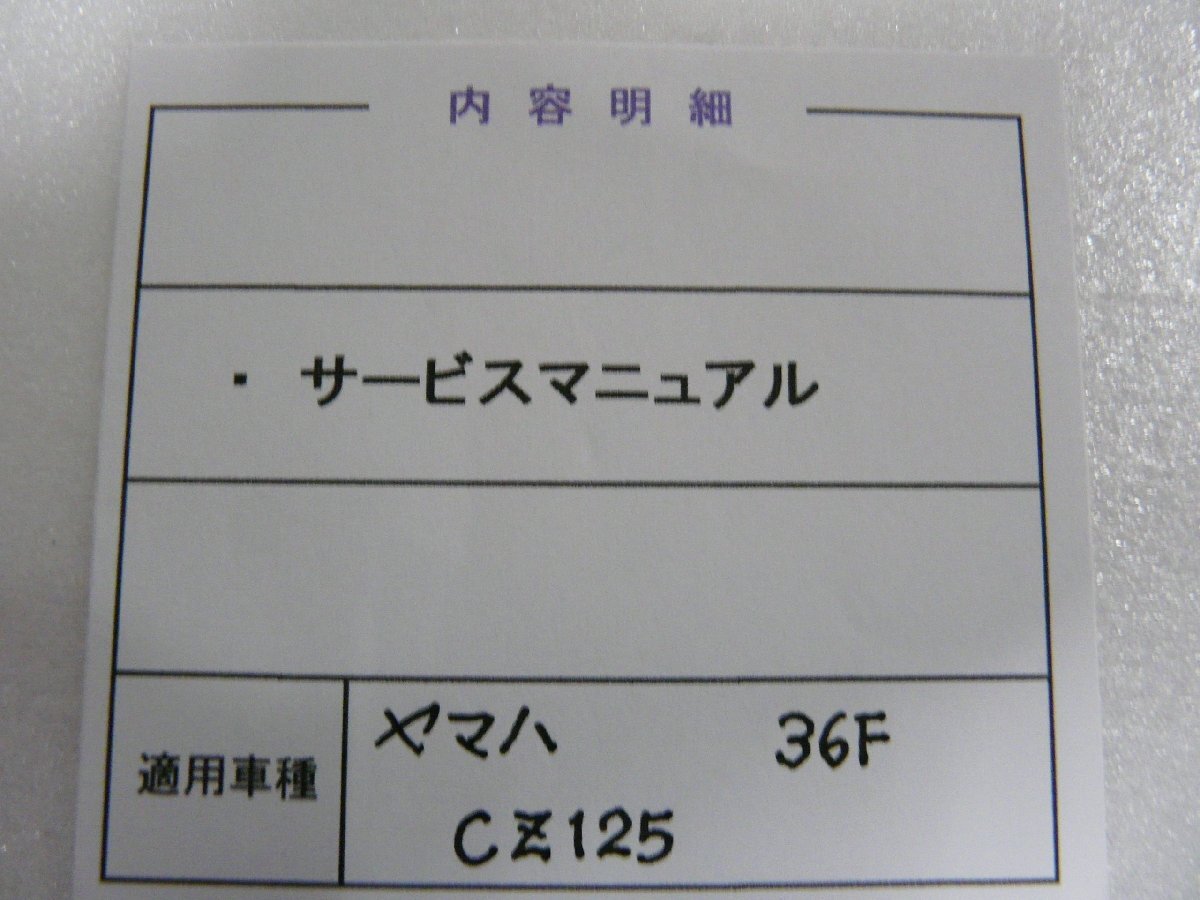 内容明細
・ サービスマニュアル
適用車種
ヤマハ 36F
CZ125